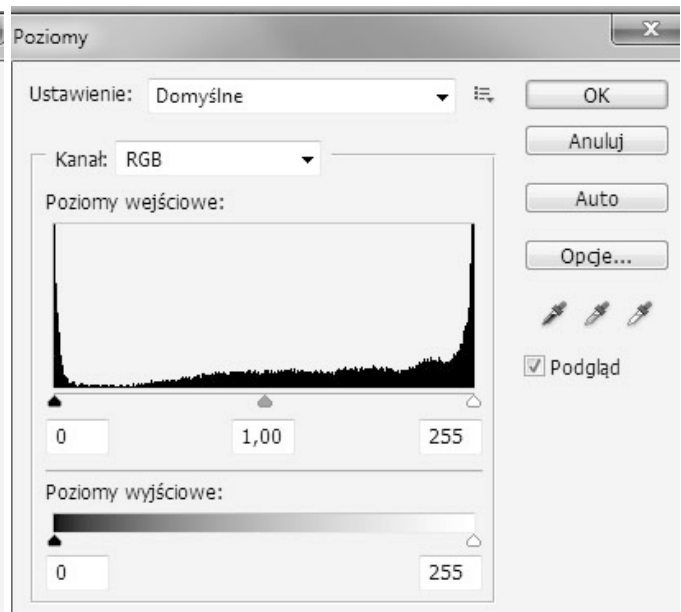 Poziomy
Ustawienie: Domyślne
OK
Anuluj
Auto
Opcje...
Podgląd
Kanał: RGB
Poziomy wejściowe:
0 1,00 255
Poziomy wyjściowe:
0 255